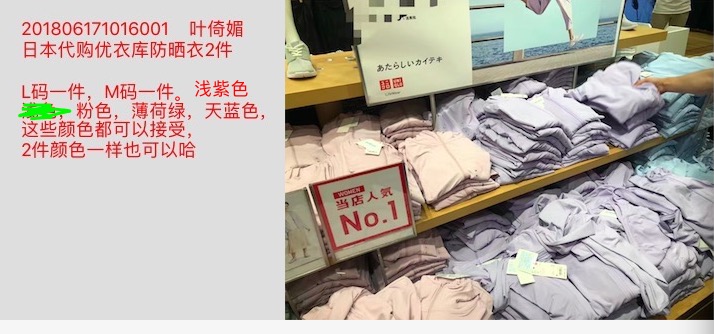 201806171016001 叶倚媚
日本代购优衣库防晒衣2件
L码一件，M码一件。浅紫色
，粉色，薄荷绿，天蓝色，
这些颜色都可以接受，
2件颜色一样也可以哈
あたらしいカイテキ
WOMEN
当店人気
No.1